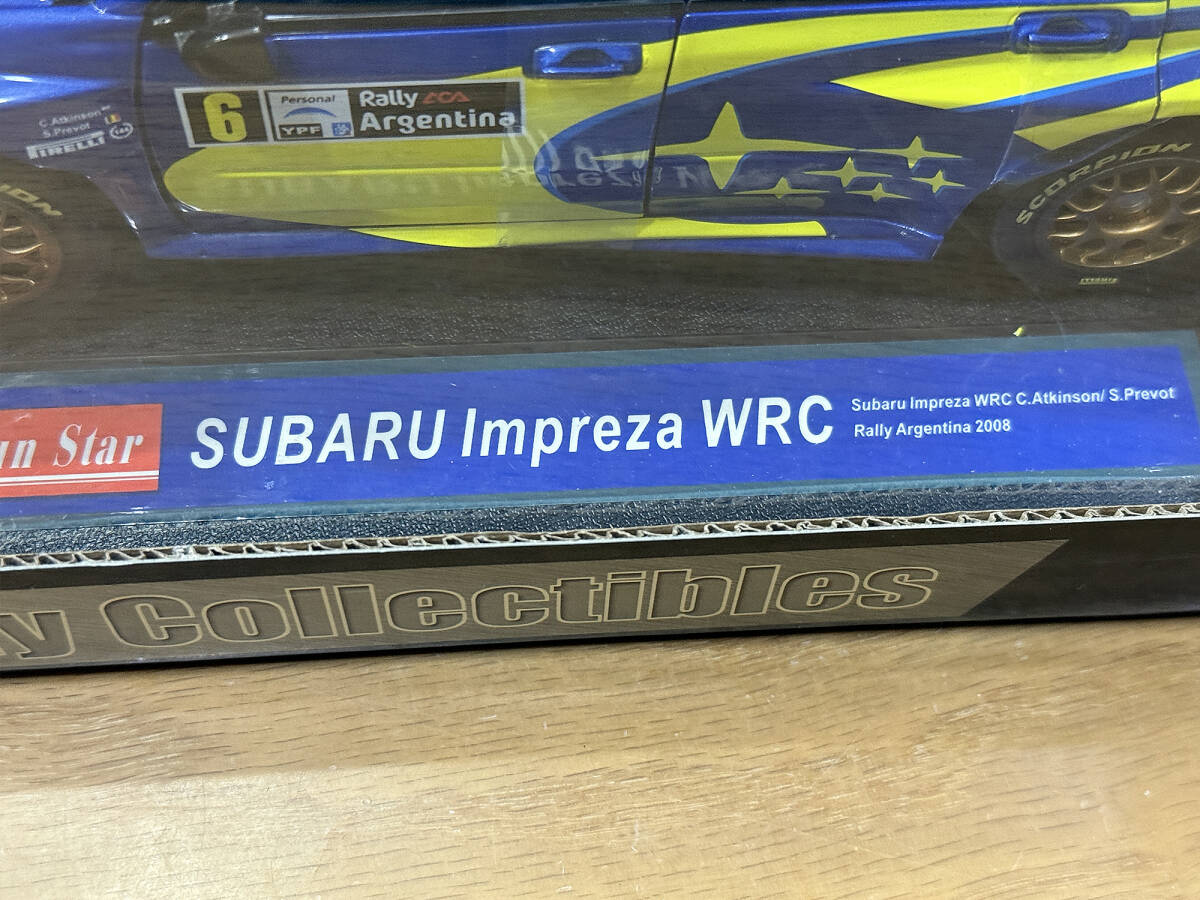 C.Atkinson
S.Prevot
PIRELLI
6
Personal
YPF
Rally ACA
Argentina
SCORPION
un Star
SUBARU Impreza WRC
Subaru Impreza WRC C.Atkinson/ S.Prevot
Rally Argentina 2008
y Collectibles